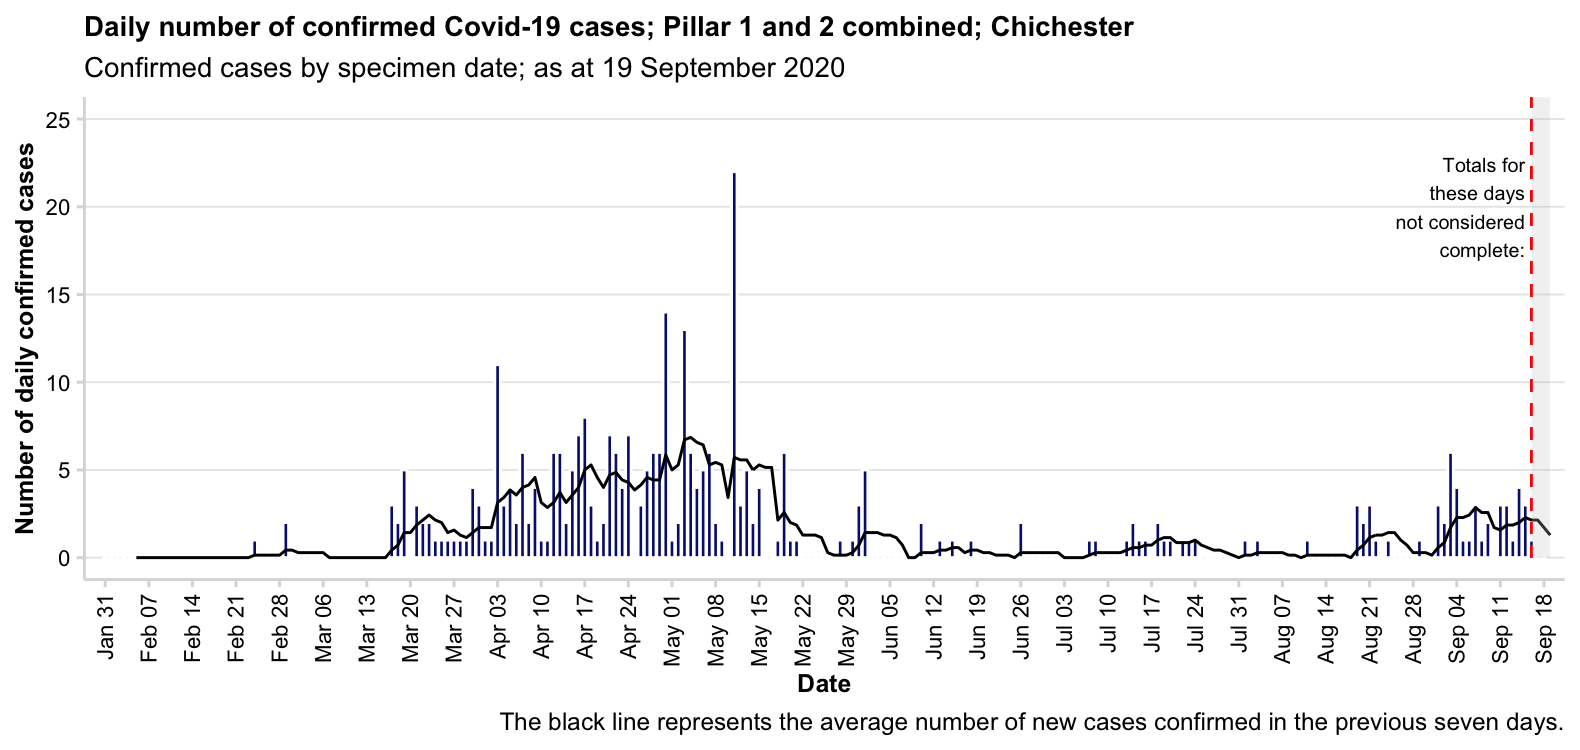 Daily number of confirmed Covid-19 cases; Pillar 1 and 2 combined; Chichester
Confirmed cases by specimen date; as at 19 September 2020
Number of daily confirmed cases
25
20
15
10
5
0
Totals for
these days
not considered
complete:
Jan 31
Feb 07
Feb 14
Feb 21
Feb 28
Mar 06
Mar 13
Mar 20
Mar 27
Apr 03
Apr 10
Apr 17
Apr 24
May 01
May 08
May 15
May 22
May 29
Jun 05
Jun 12
Jun 19
Jun 26
Jul 03
Jul 10
Jul 17
Jul 24
Jul 31
Aug 07
Aug 14
Aug 21
Aug 28
Sep 04
Sep 11
Sep 18
Date
The black line represents the average number of new cases confirmed in the previous seven days.